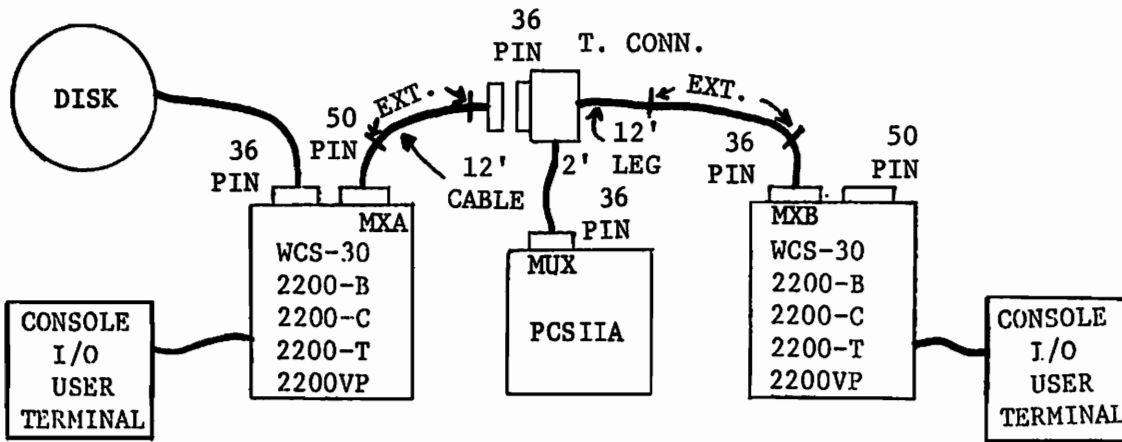 DISK
36
PIN
50
PIN
EXT.
12'
CABLE
36
PIN
T. CONN.
2'
12'
LEG
EXT.
36
PIN
50
PIN
MXA
WCS-30
2200-B
2200-C
2200-T
2200VP
36
PIN
MUX
PCSIIA
MXB
WCS-30
2200-B
2200-C
2200-T
2200VP
CONSOLE
I/O
USER
TERMINAL
CONSOLE
I/O
USER
TERMINAL